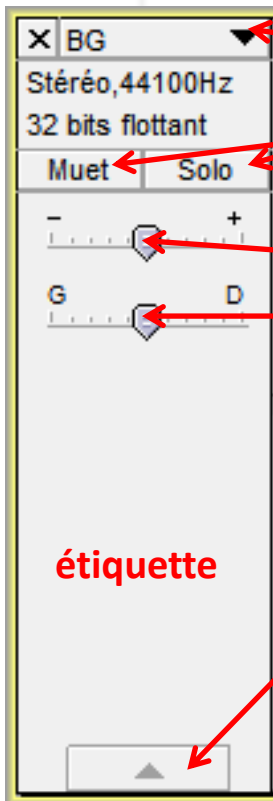 X BG
Stéréo,44100Hz
32 bits flottant
Muet Solo
- +
G D
étiquette